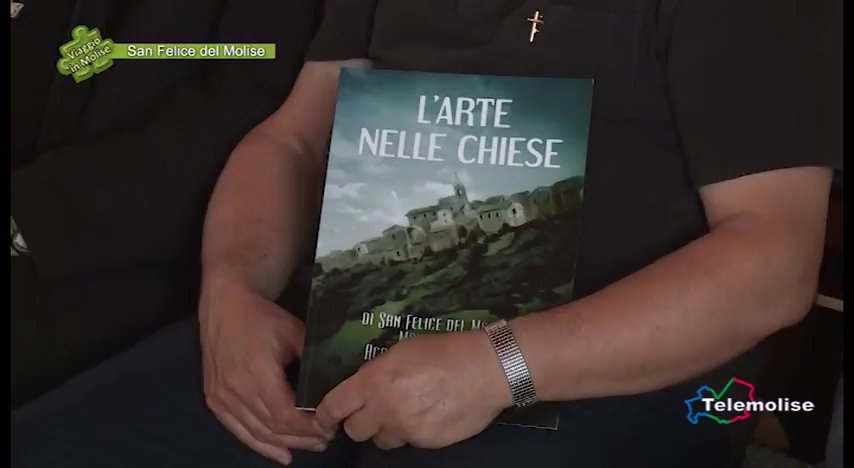 Viaggio
in Molise
San Felice del Molise
L'ARTE
NELLE CHIESE
DI SAN FELICE DEL
Telemolise